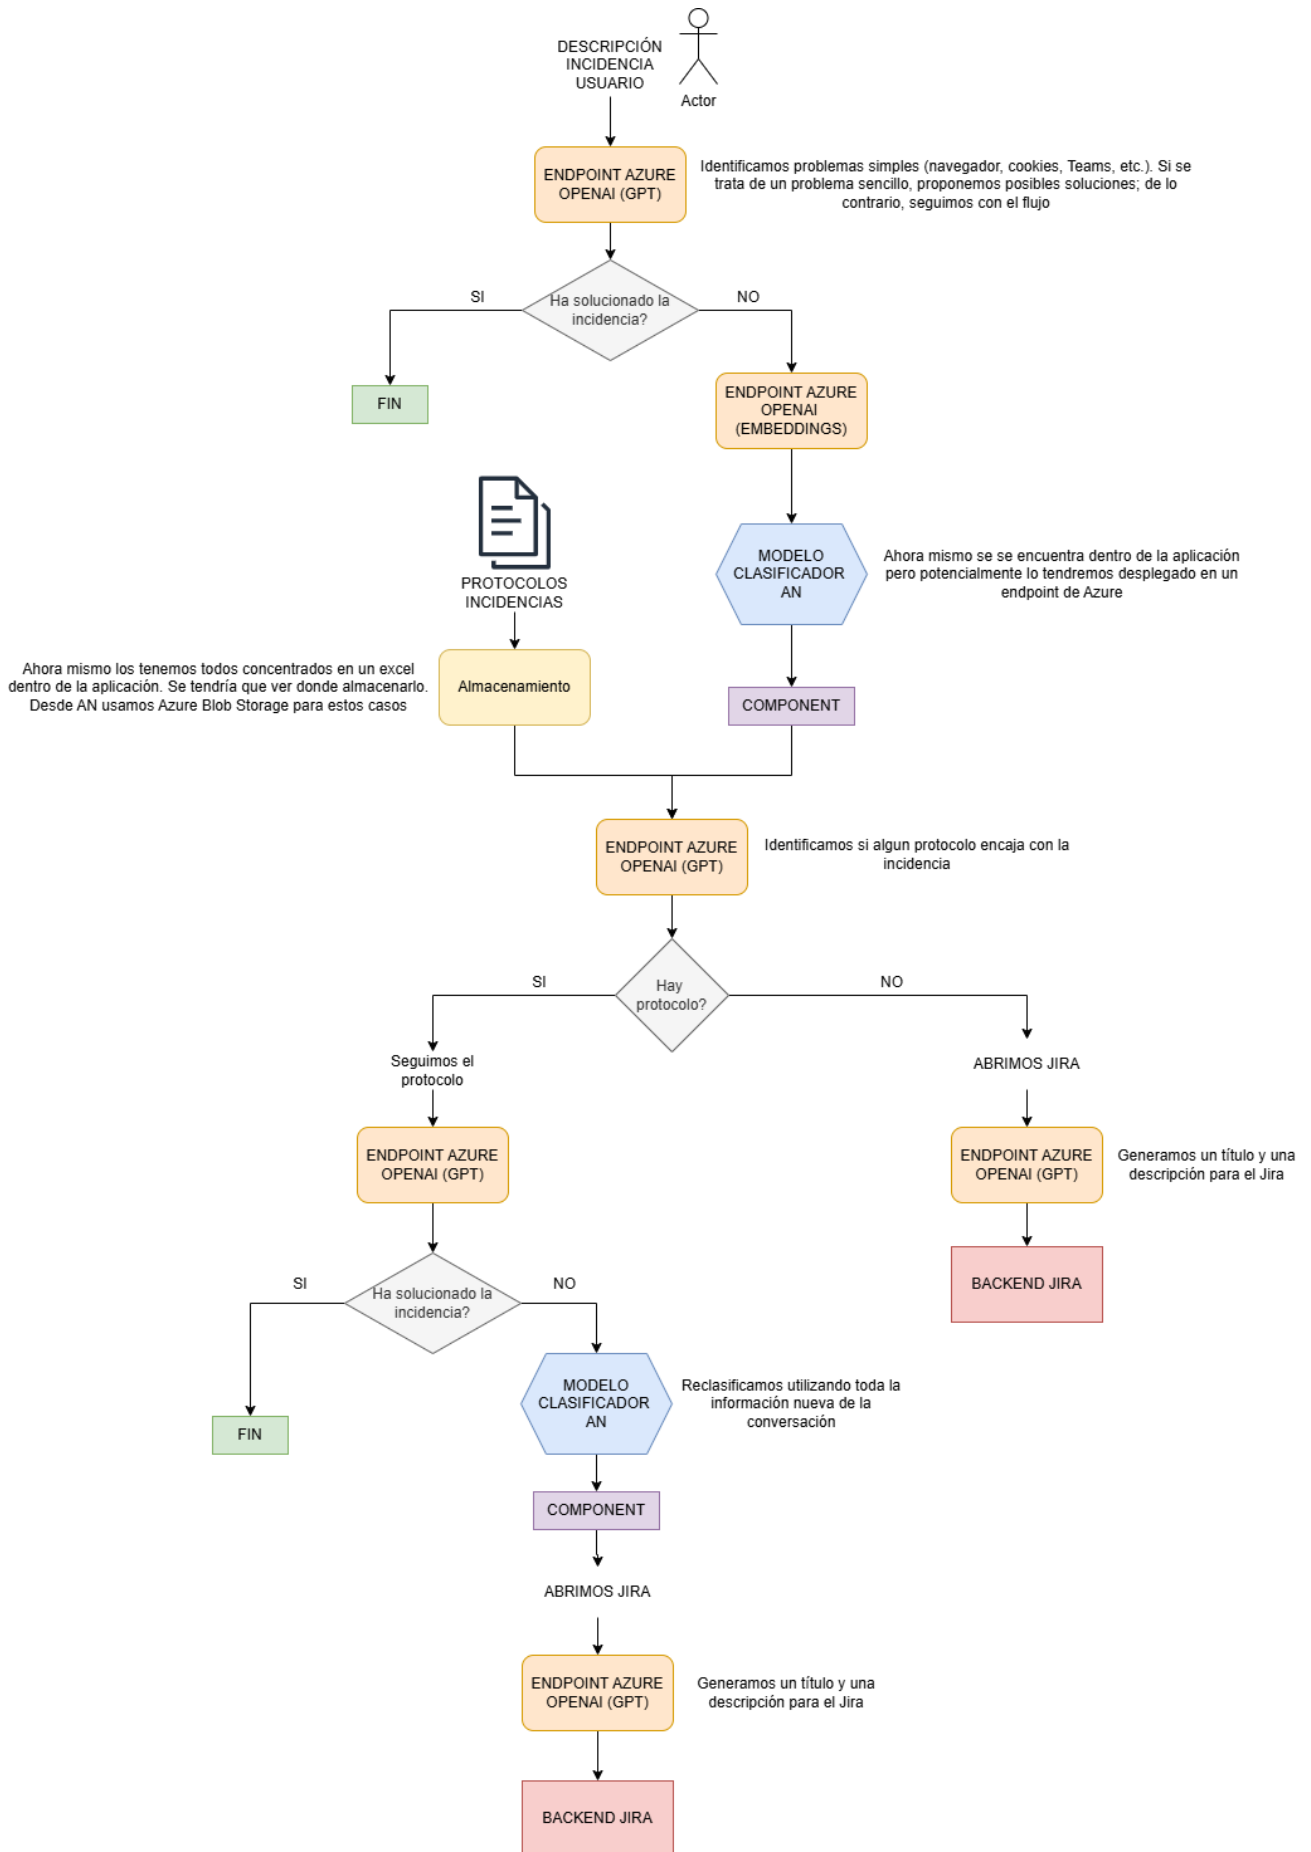 DESCRIPCIÓN
INCIDENCIA
USUARIO
Actor
ENDPOINT AZURE
OPENAI (GPT)
Identificamos problemas simples (navegador, cookies, Teams, etc.). Si se
trata de un problema sencillo, proponemos posibles soluciones; de lo
contrario, seguimos con el flujo
SI
Ha solucionado la
incidencia?
NO
FIN
ENDPOINT AZURE
OPENAI
(EMBEDDINGS)
PROTOCOLOS
INCIDENCIAS
MODELO
CLASIFICADOR
AN
Ahora mismo se se encuentra dentro de la aplicación
pero potencialmente lo tendremos desplegado en un
endpoint de Azure
Ahora mismo los tenemos todos concentrados en un excel
dentro de la aplicación. Se tendría que ver donde almacenarlo.
Desde AN usamos Azure Blob Storage para estos casos
Almacenamiento
COMPONENT
ENDPOINT AZURE
OPENAI (GPT)
Identificamos si algun protocolo encaja con la
incidencia
SI
Hay
protocolo?
NO
Seguimos el
protocolo
ABRIMOS JIRA
ENDPOINT AZURE
OPENAI (GPT)
ENDPOINT AZURE
OPENAI (GPT)
Generamos un título y una
descripción para el Jira
SI
Ha solucionado la
incidencia?
NO
BACKEND JIRA
FIN
MODELO
CLASIFICADOR
AN
Reclasificamos utilizando toda la
información nueva de la
conversación
COMPONENT
ABRIMOS JIRA
ENDPOINT AZURE
OPENAI (GPT)
Generamos un título y una
descripción para el Jira
BACKEND JIRA